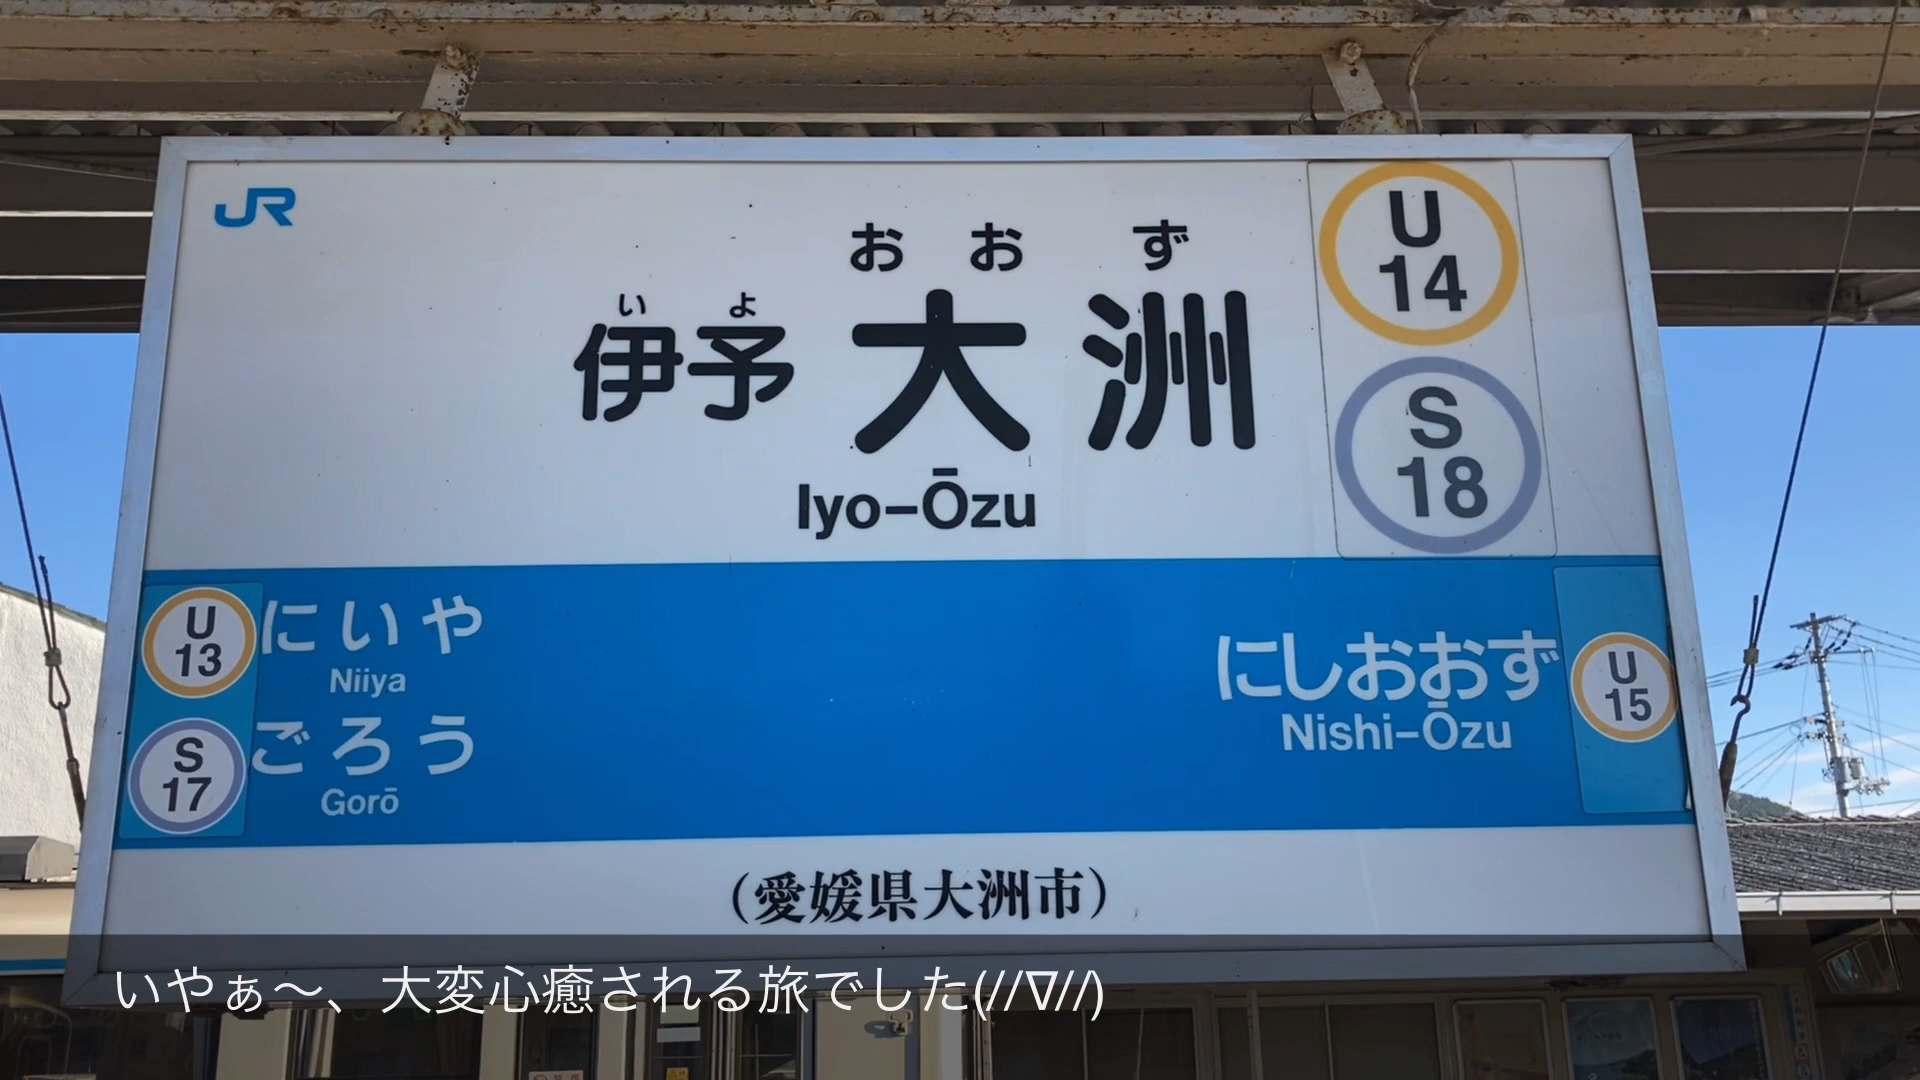 JR
U
14
おおず
いよ
伊予大洲
S
18
Iyo-Ōzu
U
13
にいや
Niiya
にしおおず
U
15
Nishi-Ōzu
S
17
ごろう
Gorō
(愛媛県大洲市)
いやぁ〜、大変心癒される旅でした(//∇//)